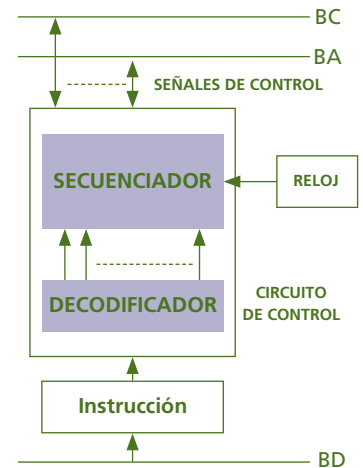 BC
BA
SEÑALES DE CONTROL
SECUENCIADOR
RELOJ
DECODIFICADOR
CIRCUITO
DE CONTROL
Instrucción
BD